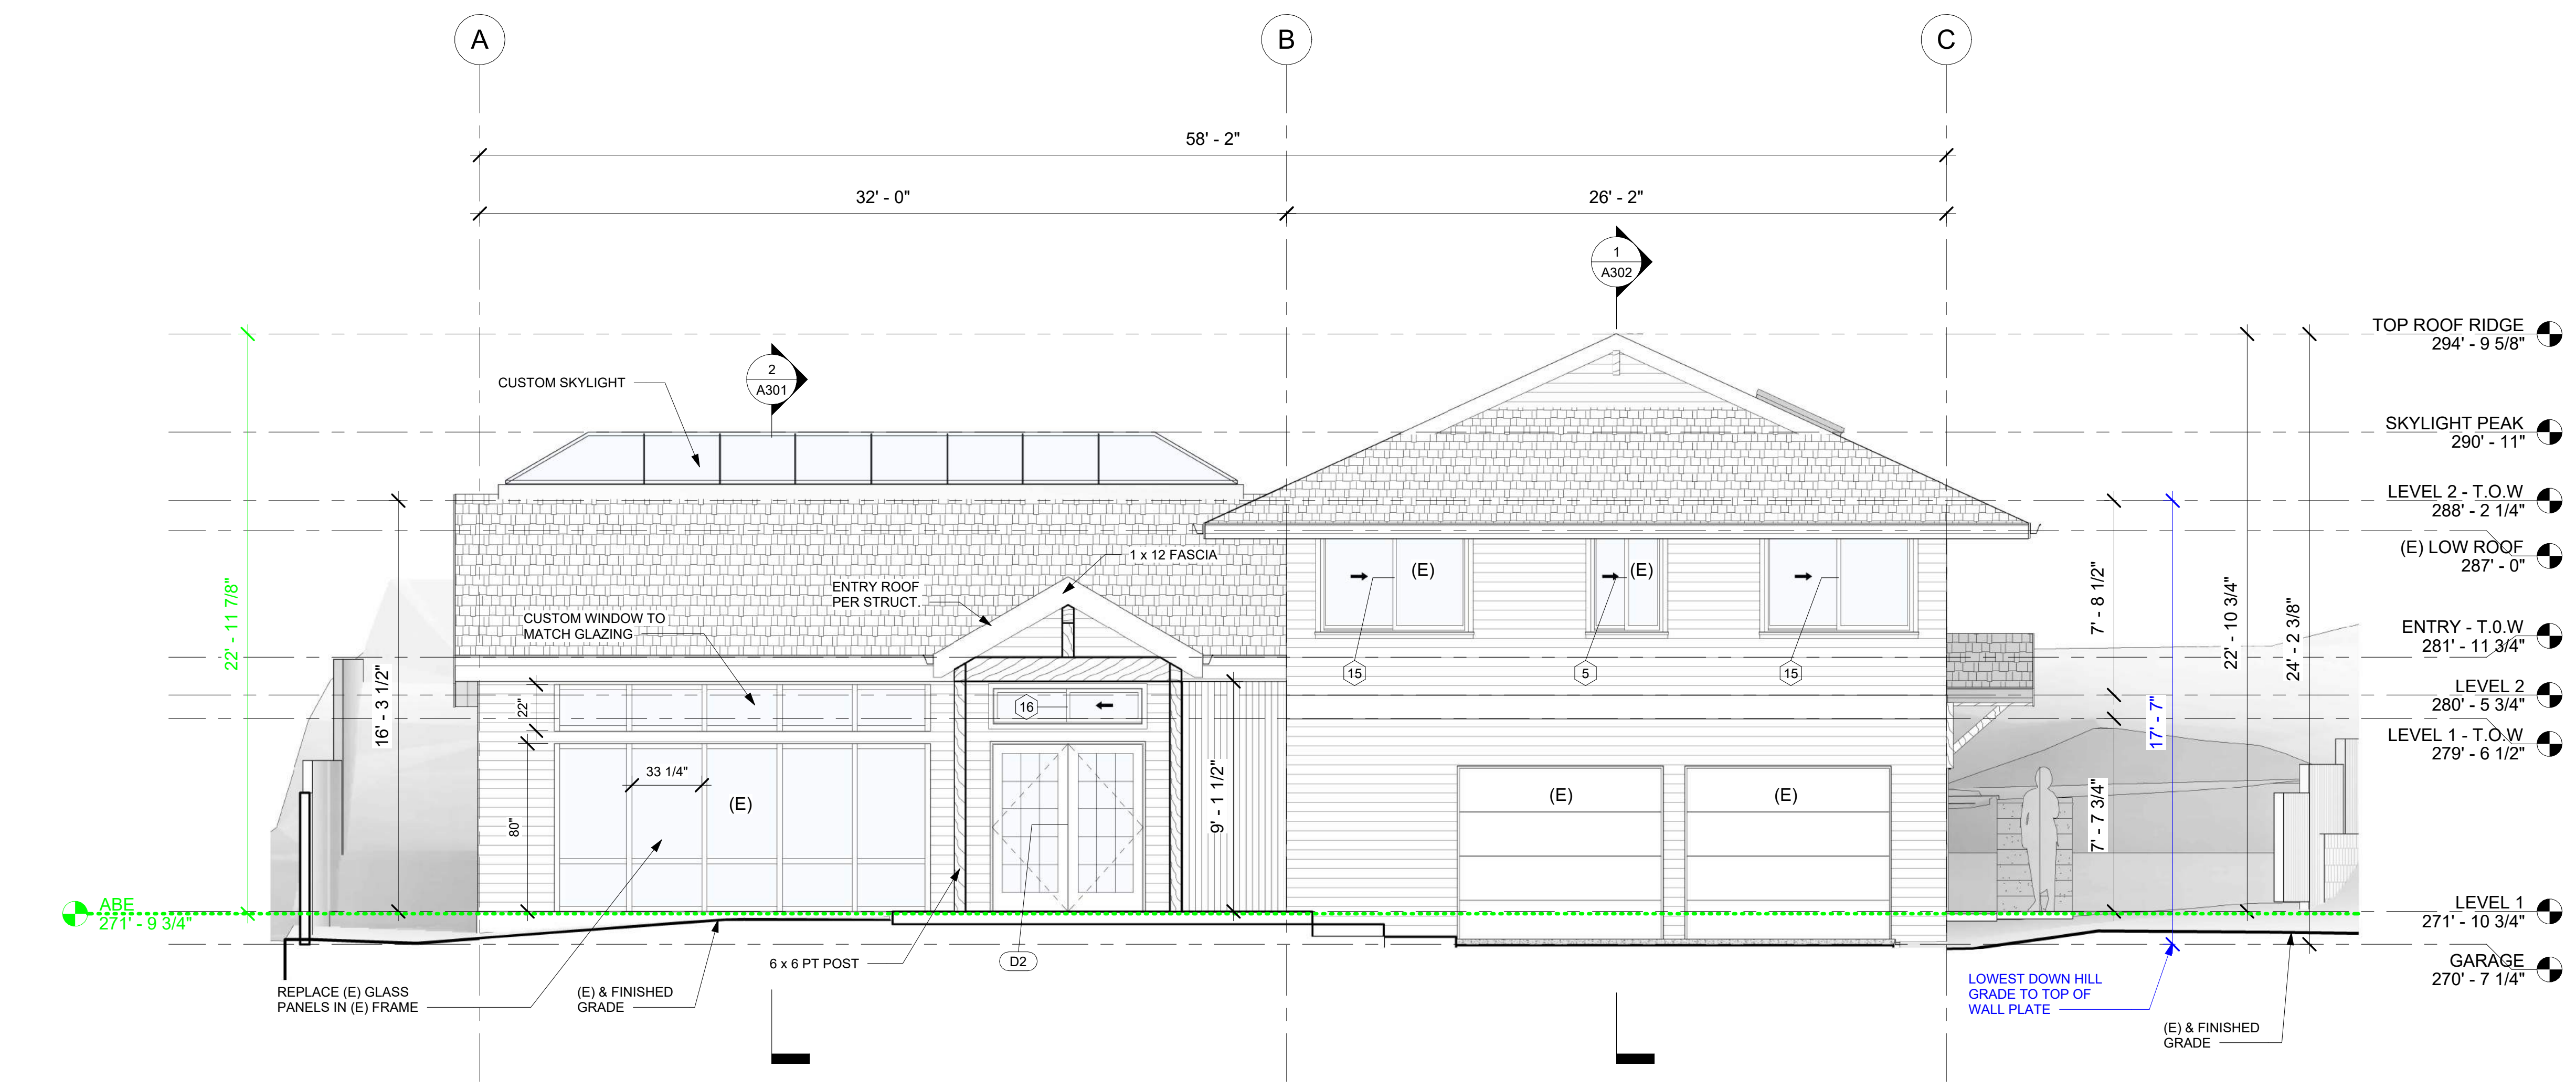 A
B
C
58' - 2"
32' - 0"
26' - 2"
1
A302
2
A301
CUSTOM SKYLIGHT
TOP ROOF RIDGE
294' - 9 5/8"
SKYLIGHT PEAK
290' - 11"
LEVEL 2 - T.O.W
288' - 2 1/4"
(E) LOW ROOF
287' - 0"
ENTRY - T.0.W
281' - 11 3/4"
LEVEL 2
280' - 5 3/4"
LEVEL 1 - T.O.W
279' - 6 1/2"
LEVEL 1
271' - 10 3/4"
GARAGE
270' - 7 1/4"
22' - 11 7/8"
16' - 3 1/2"
1 x 12 FASCIA
ENTRY ROOF
PER STRUCT.
CUSTOM WINDOW TO
MATCH GLAZING
(E)
(E)
15
5
15
22"
16
33 1/4"
(E)
80"
9' - 1 1/2"
(E)
(E)
7' - 8 1/2"
7' - 7 3/4"
17' - 7"
22' - 10 3/4"
24' - 2 3/8"
ABE
271' - 9 3/4"
6 x 6 PT POST
D2
REPLACE (E) GLASS
PANELS IN (E) FRAME
(E) & FINISHED
GRADE
LOWEST DOWN HILL
GRADE TO TOP OF
WALL PLATE
(E) & FINISHED
GRADE